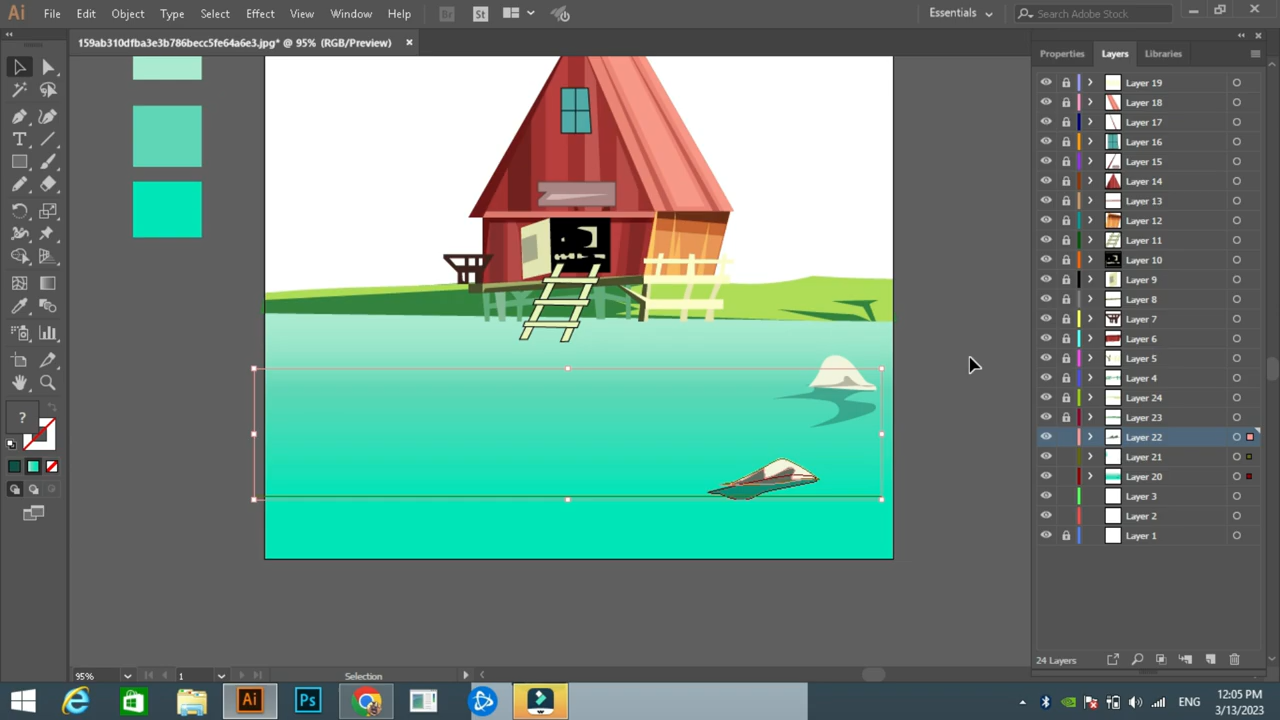 Ai File Edit Object Type Select Effect View Window Help Br St Essentials Search Adobe Stock
159ab310dfba3e3b786becc5fe64a6e3.jpg* @ 95% (RGB/Preview)
Properties Layers Libraries
Layer 19
Layer 18
Layer 17
Layer 16
Layer 15
Layer 14
Layer 13
Layer 12
Layer 11
Layer 10
Layer 9
Layer 8
Layer 7
Layer 6
Layer 5
Layer 4
Layer 24
Layer 23
Layer 22
Layer 21
Layer 20
Layer 3
Layer 2
Layer 1
?
24 Layers
95% 1 Selection
Ai Ps ENG
12:05 PM
3/13/2023